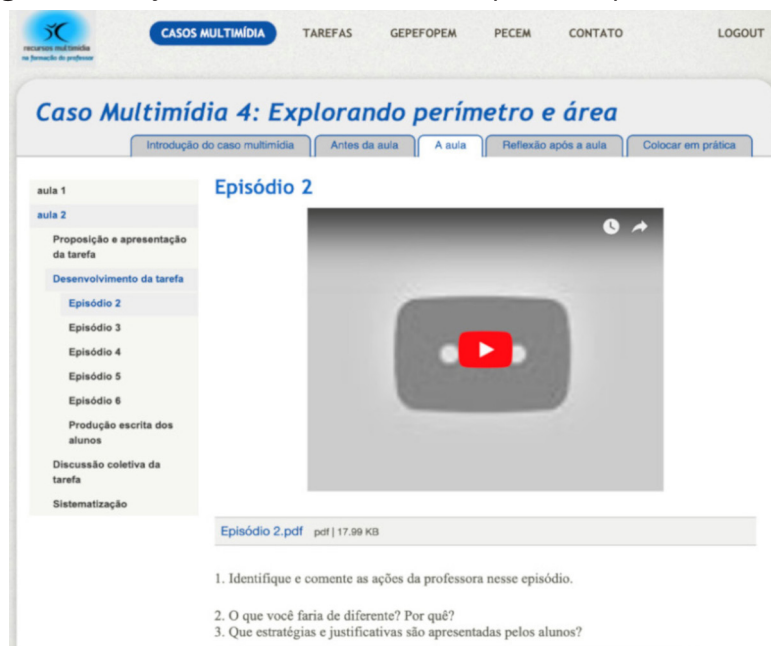 recursos multimídia
na formação do professor
CASOS MULTIMÍDIA
TAREFAS
GEPEFOPEM
PECEM
CONTATO
LOGOUT
Caso Multimídia 4: Explorando perímetro e área
Introdução do caso multimídia
Antes da aula
A aula
Reflexão após a aula
Colocar em prática
aula 1
aula 2
Proposição e apresentação
da tarefa
Desenvolvimento da tarefa
Episódio 2
Episódio 3
Episódio 4
Episódio 5
Episódio 6
Produção escrita dos
alunos
Discussão coletiva da
tarefa
Sistematização
Episódio 2
Episódio 2.pdf pdf | 17.99 KB
1. Identifique e comente as ações da professora nesse episódio.
2. O que você faria de diferente? Por quê?
3. Que estratégias e justificativas são apresentadas pelos alunos?